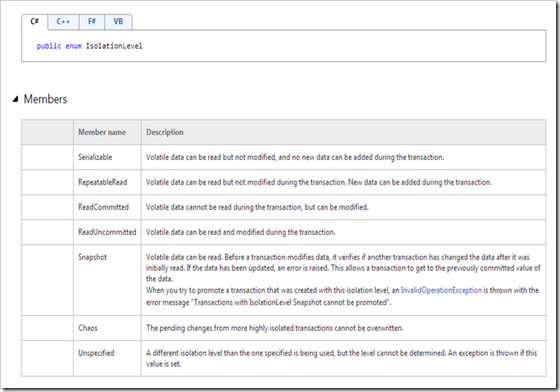 C# C++ F# VB
public enum IsolationLevel
Members
Member name Description
Serializable Volatile data can be read but not modified, and no new data can be added during the transaction.
RepeatableRead Volatile data can be read but not modified during the transaction. New data can be added during the transaction.
ReadCommitted Volatile data cannot be read during the transaction, but can be modified.
ReadUncommitted Volatile data can be read and modified during the transaction.
Snapshot Volatile data can be read. Before a transaction modifies data, it verifies if another transaction has changed the data after it was
initially read. If the data has been updated, an error is raised. This allows a transaction to get to the previously committed value of
the data.
When you try to promote a transaction that was created with this isolation level, an InvalidOperationException is thrown with the
error message "Transactions with IsolationLevel Snapshot cannot be promoted".
Chaos The pending changes from more highly isolated transactions cannot be overwritten.
Unspecified A different isolation level than the one specified is being used, but the level cannot be determined. An exception is thrown if this
value is set.